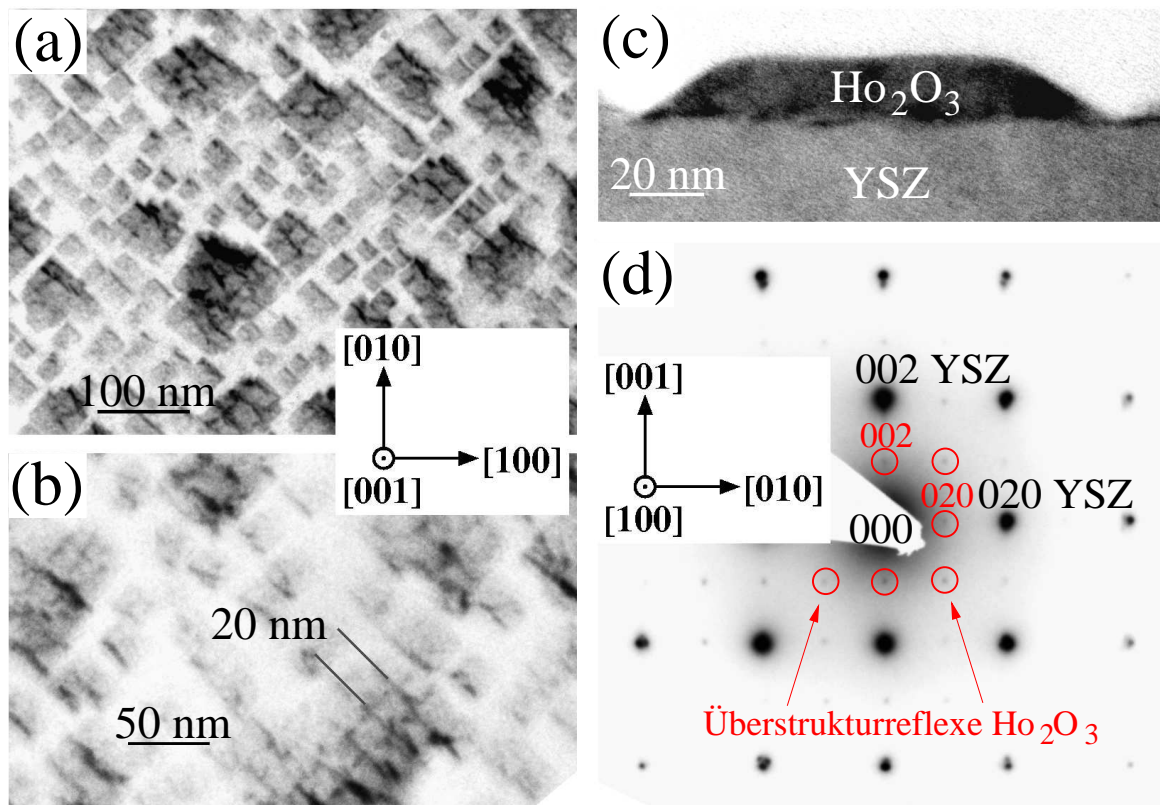 (a)
100 nm
[010]
[100]
[001]
(b)
20 nm
50 nm
(c)
Ho2O3
20 nm
YSZ
(d)
002 YSZ
[001]
002
020 020 YSZ
[010]
000
[100]
Überstrukturreflexe Ho2O3